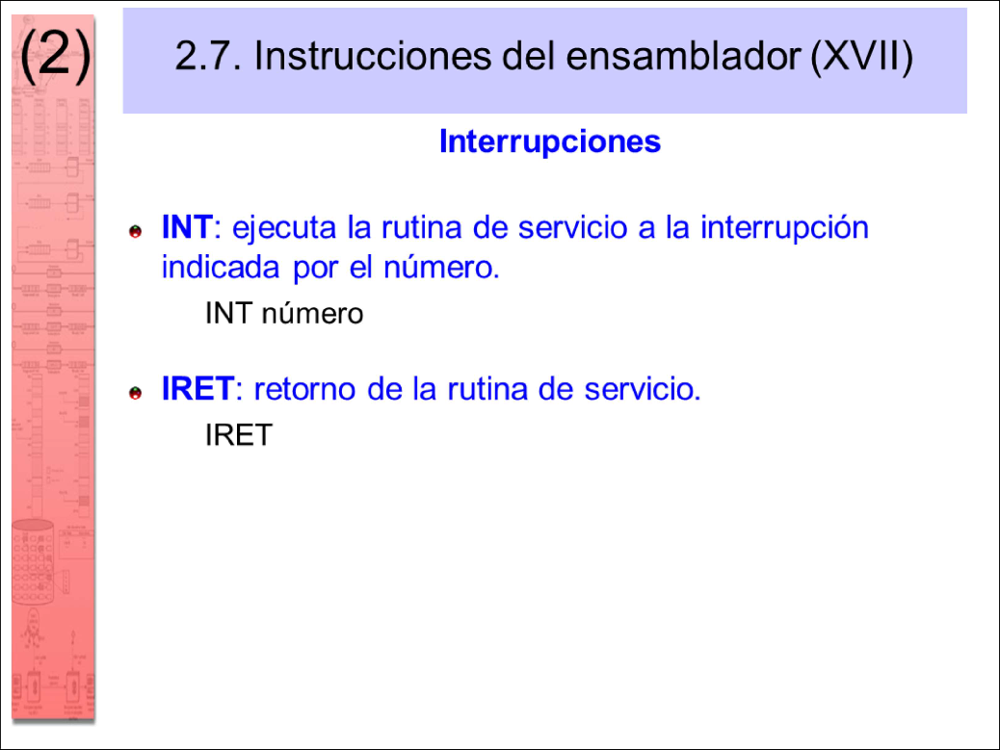 (2)
2.7. Instrucciones del ensamblador (XVII)
Interrupciones
INT: ejecuta la rutina de servicio a la interrupción
indicada por el número.
INT número
IRET: retorno de la rutina de servicio.
IRET